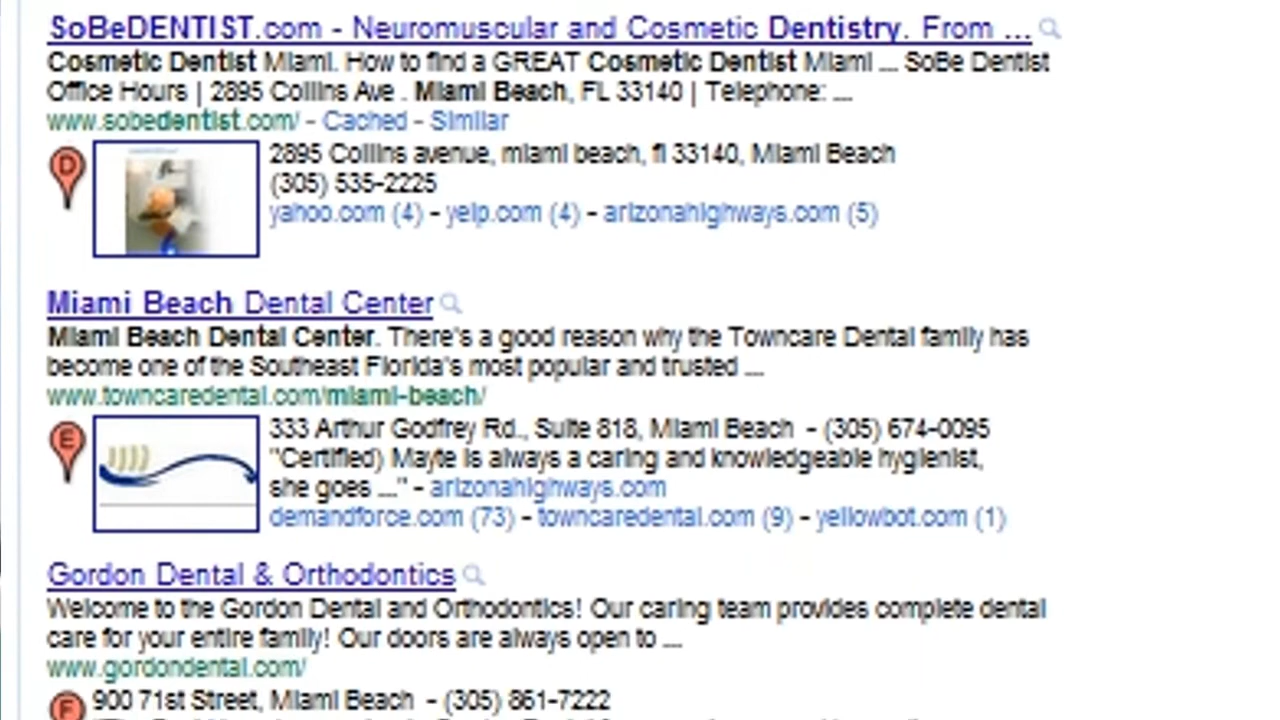 SoBeDENTIST.com - Neuromuscular and Cosmetic Dentistry. From ...
Cosmetic Dentist Miami. How to find a GREAT Cosmetic Dentist Miami ... SoBe Dentist
Office Hours | 2895 Collins Ave . Miami Beach, FL 33140 | Telephone: ...
www.sobedentist.com/ - Cached - Similar
D
2895 Collins avenue, miami beach, fl 33140, Miami Beach
(305) 535-2225
yahoo.com (4) - yelp.com (4) - arizonahighways.com (5)
Miami Beach Dental Center
Miami Beach Dental Center. There's a good reason why the Towncare Dental family has
become one of the Southeast Florida's most popular and trusted ...
www.towncaredental.com/miami-beach/
E
333 Arthur Godfrey Rd., Suite 818, Miami Beach - (305) 674-0095
"Certified) Mayte is always a caring and knowledgeable hygienist,
she goes ..." - arizonahighways.com
demandforce.com (73) - towncaredental.com (9) - yellowbot.com (1)
Gordon Dental & Orthodontics
Welcome to the Gordon Dental and Orthodontics! Our caring team provides complete dental
care for your entire family! Our doors are always open to ...
www.gordondental.com/
F
900 71st Street, Miami Beach - (305) 861-7222